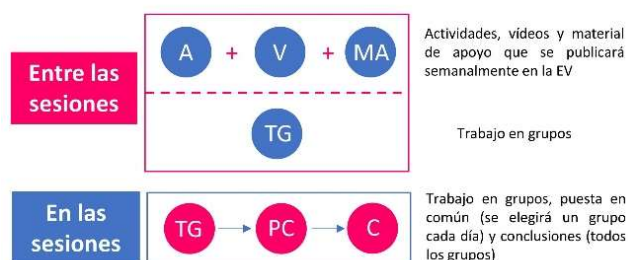 Entre las
sesiones
A + V + MA
Actividades, vídeos y material
de apoyo que se publicará
semanalmente en la EV
TG
Trabajo en grupos
En las
sesiones
TG PC C
Trabajo en grupos, puesta en
común (se elegirá un grupo
cada día) y conclusiones (todos
los grupos)